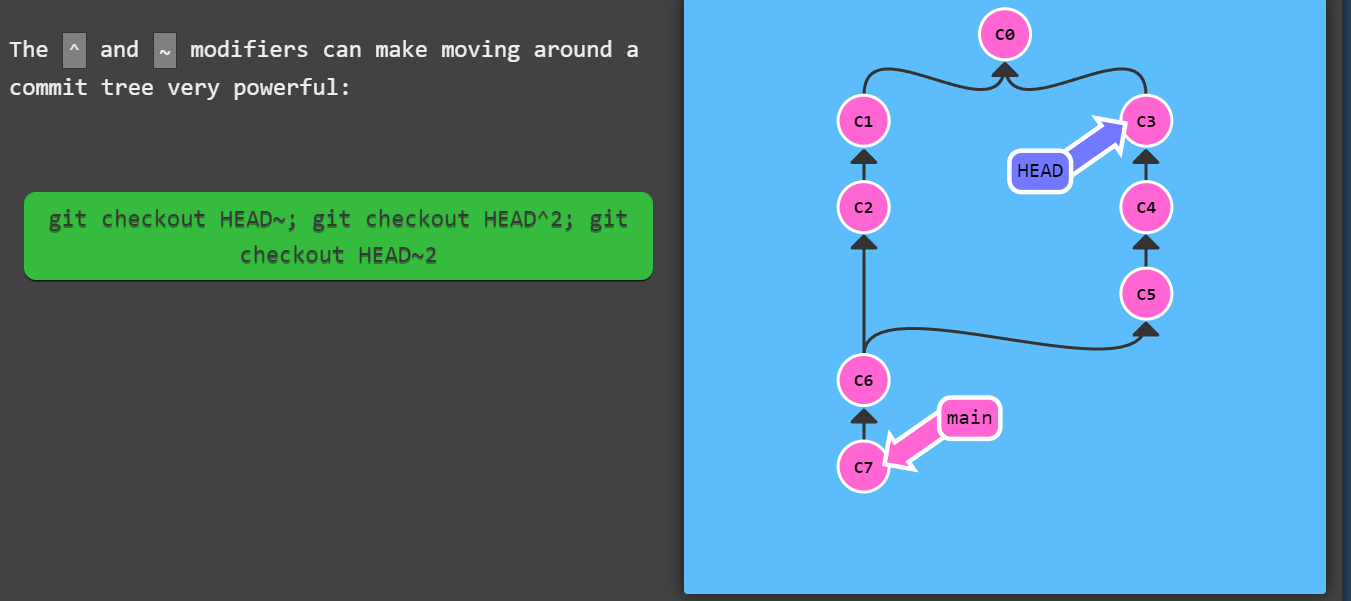 The ^ and ~ modifiers can make moving around a
commit tree very powerful:
git checkout HEAD~; git checkout HEAD^2; git
checkout HEAD~2
C0
C1
C3
HEAD
C2
C4
C5
C6
main
C7